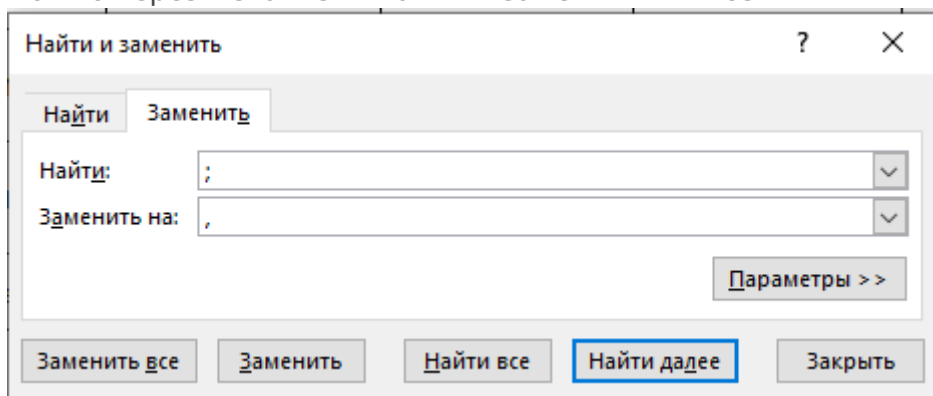 Найти и заменить ? ×
Найти Заменить
Найти: ;
Заменить на: ,
Параметры >>
Заменить все Заменить Найти все Найти далее Закрыть